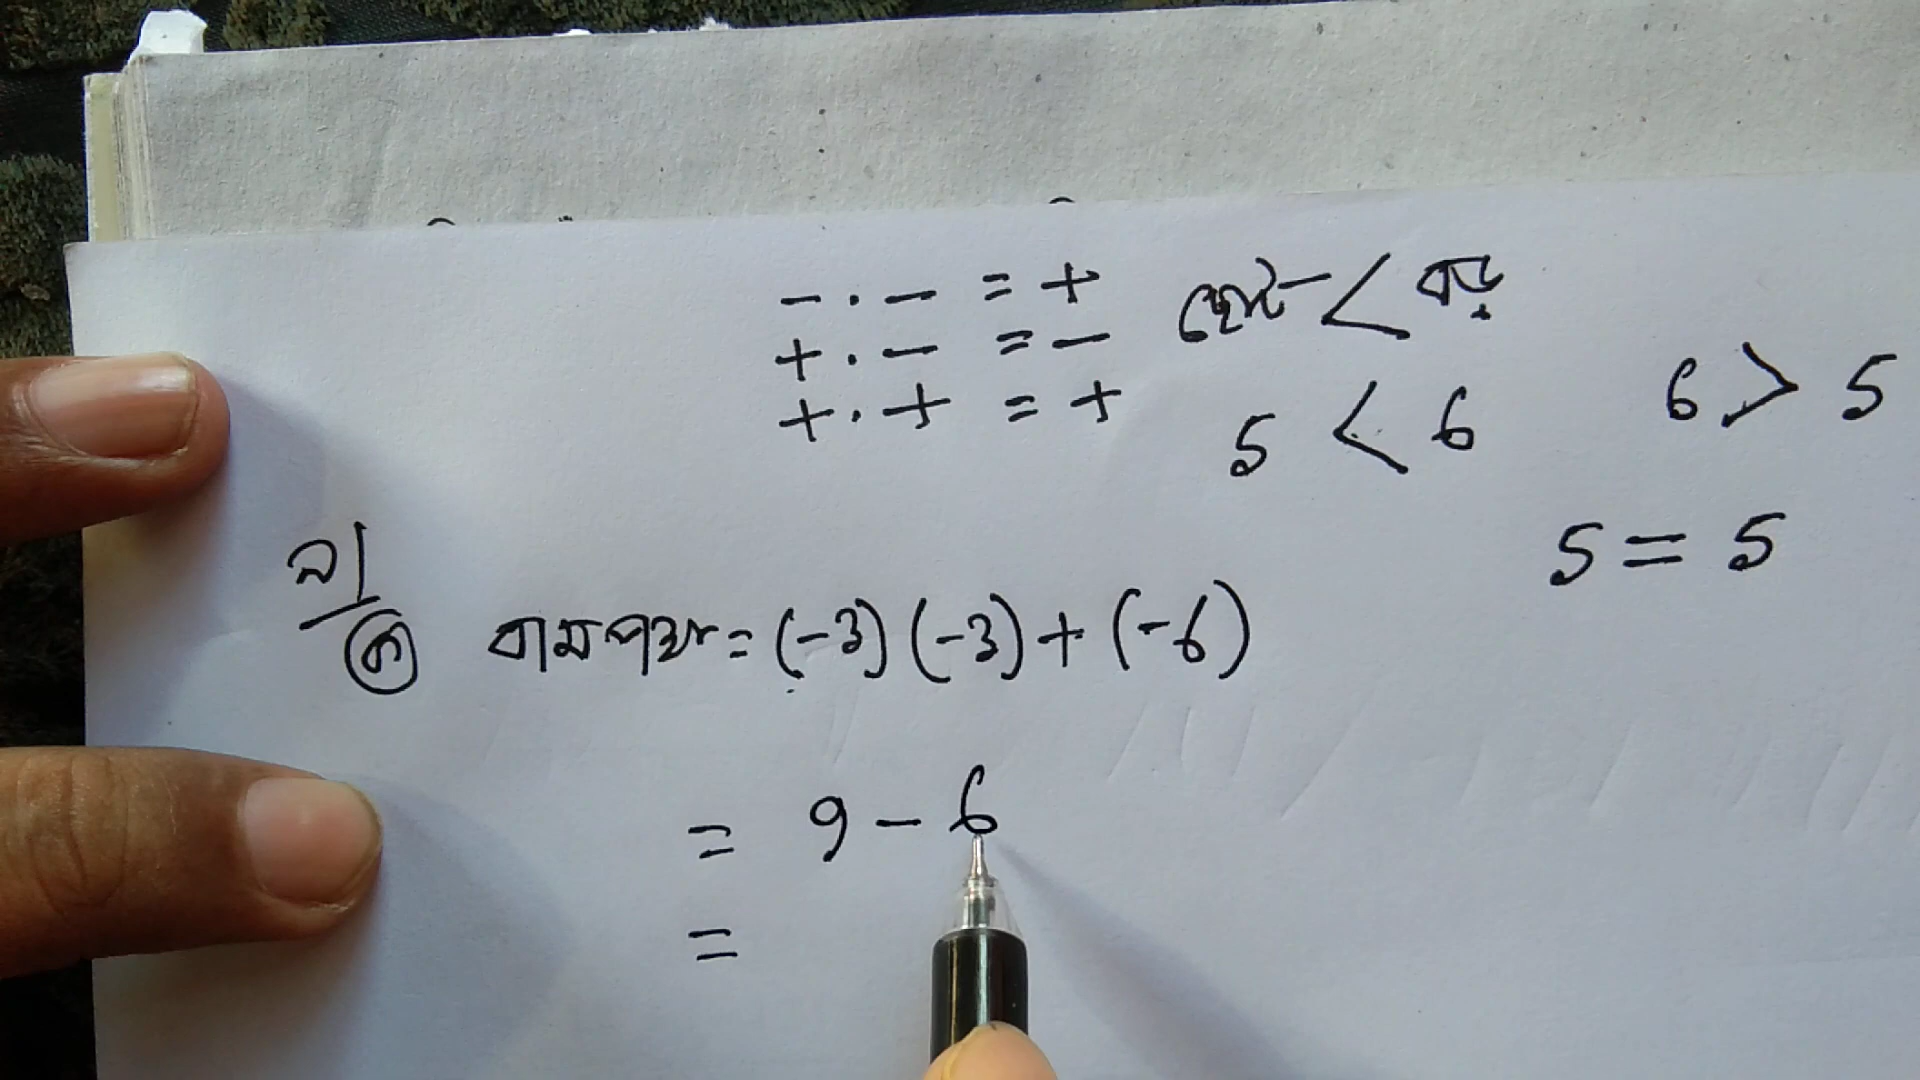 - . - = + ছোট < বড়
+ . - = -
+ . + = +
5 < 6
6 > 5
5 = 5
২।
ক বামপক্ষ = (-3) (-3) + (-6)
= 9 - 6
=